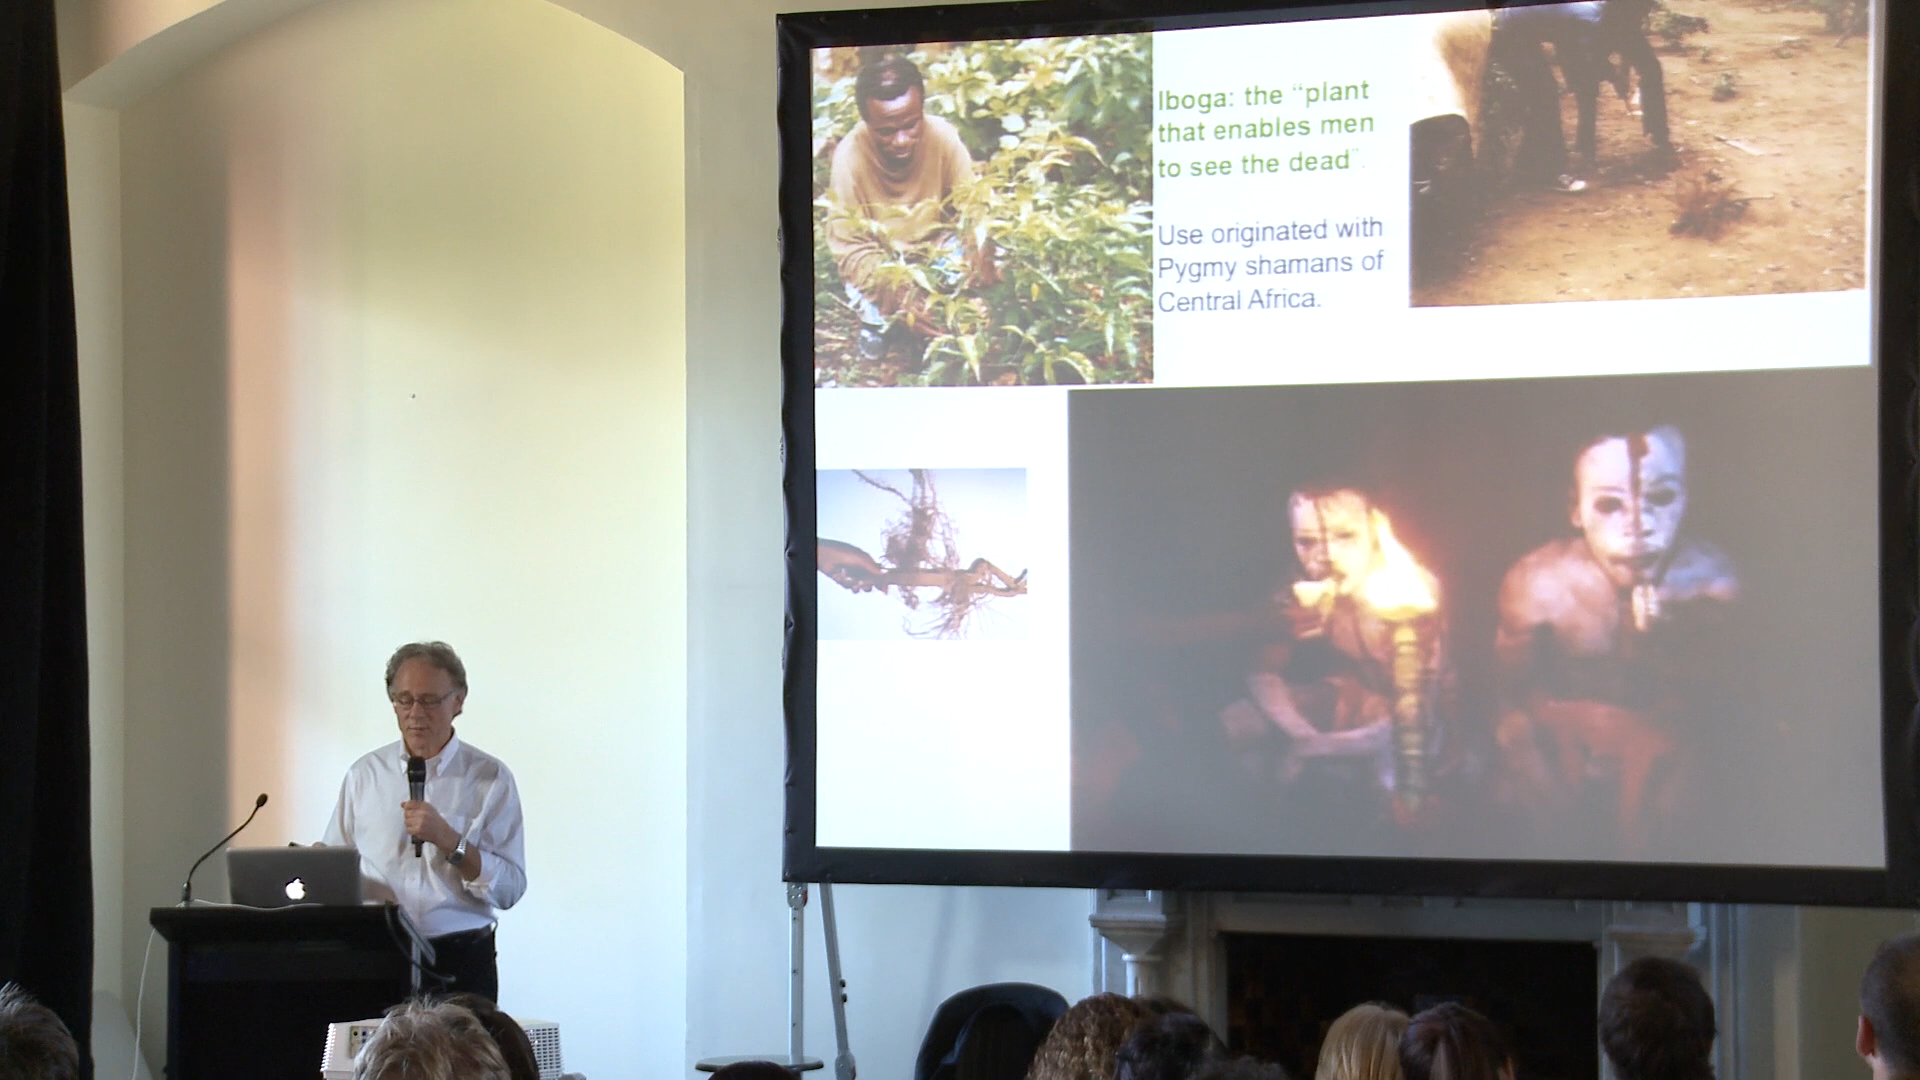 Iboga: the “plant
that enables men
to see the dead”.
Use originated with
Pygmy shamans of
Central Africa.